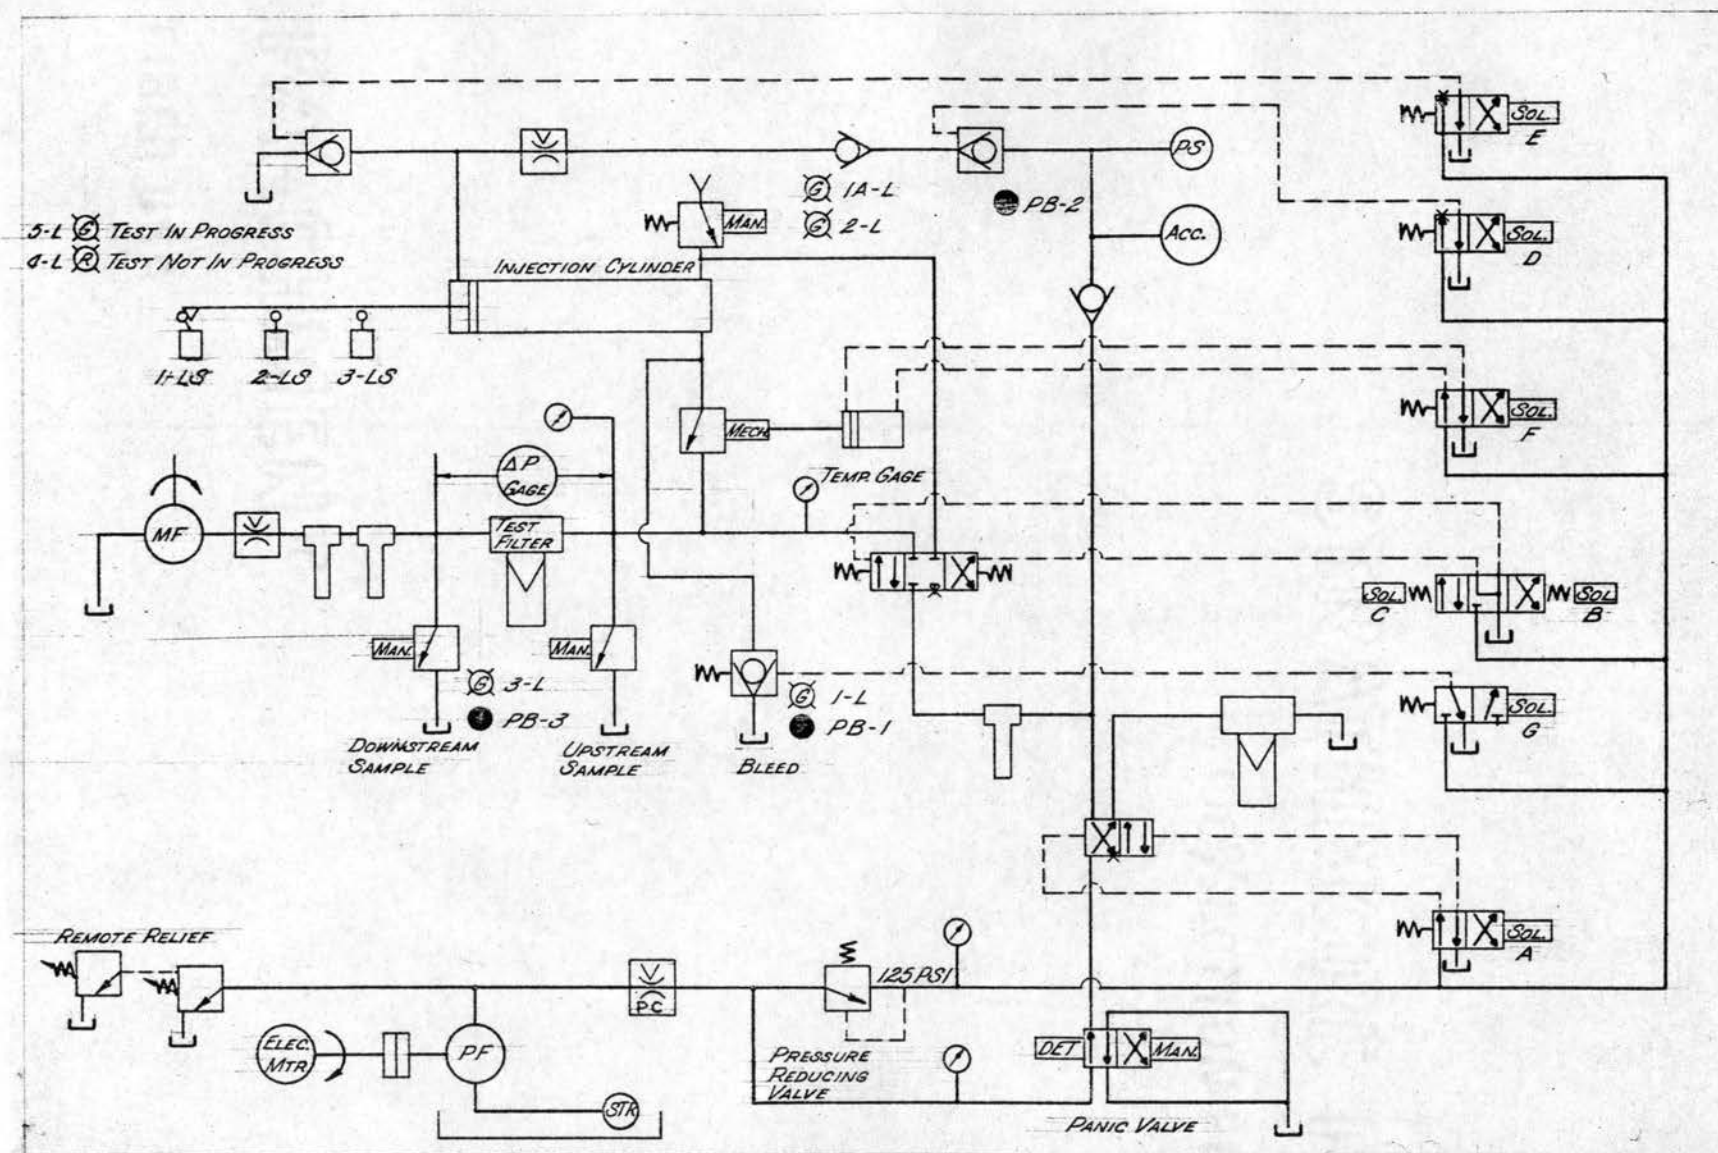 SOL.
E
PS
G 1A-L
G 2-L
PB-2
SOL.
D
ACC.
MAN.
5-L G TEST IN PROGRESS
4-L R TEST NOT IN PROGRESS
INJECTION CYLINDER
1-LS 2-LS 3-LS
MECH.
SOL.
F
ΔP
GAGE
TEMP. GAGE
MF
V
TEST
FILTER
SOL.
C
SOL.
B
MAN.
MAN.
G 3-L
PB-3
G 1-L
PB-1
SOL.
G
DOWNSTREAM
SAMPLE
UPSTREAM
SAMPLE
BLEED
SOL.
A
REMOTE RELIEF
V
P.C
125 PSI
ELEC.
MTR
PF
STR
PRESSURE
REDUCING
VALVE
DET
MAN.
PANIC VALVE